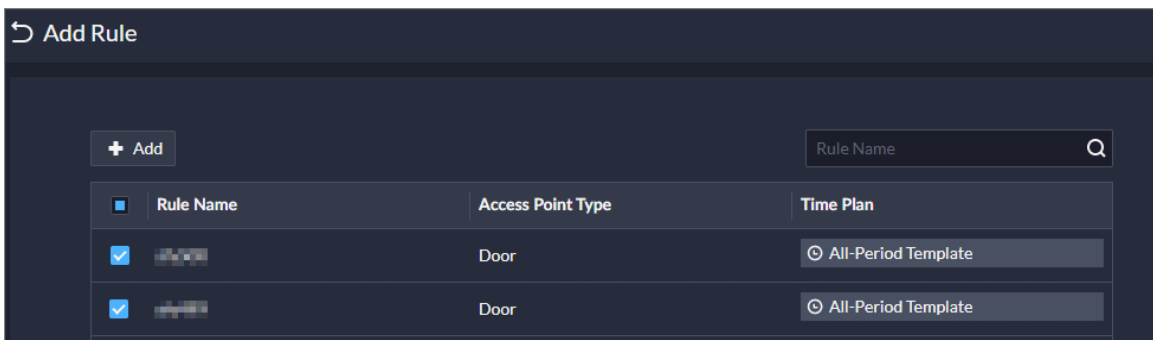 Add Rule
Add
Rule Name
Rule Name Access Point Type Time Plan
Door All-Period Template
Door All-Period Template